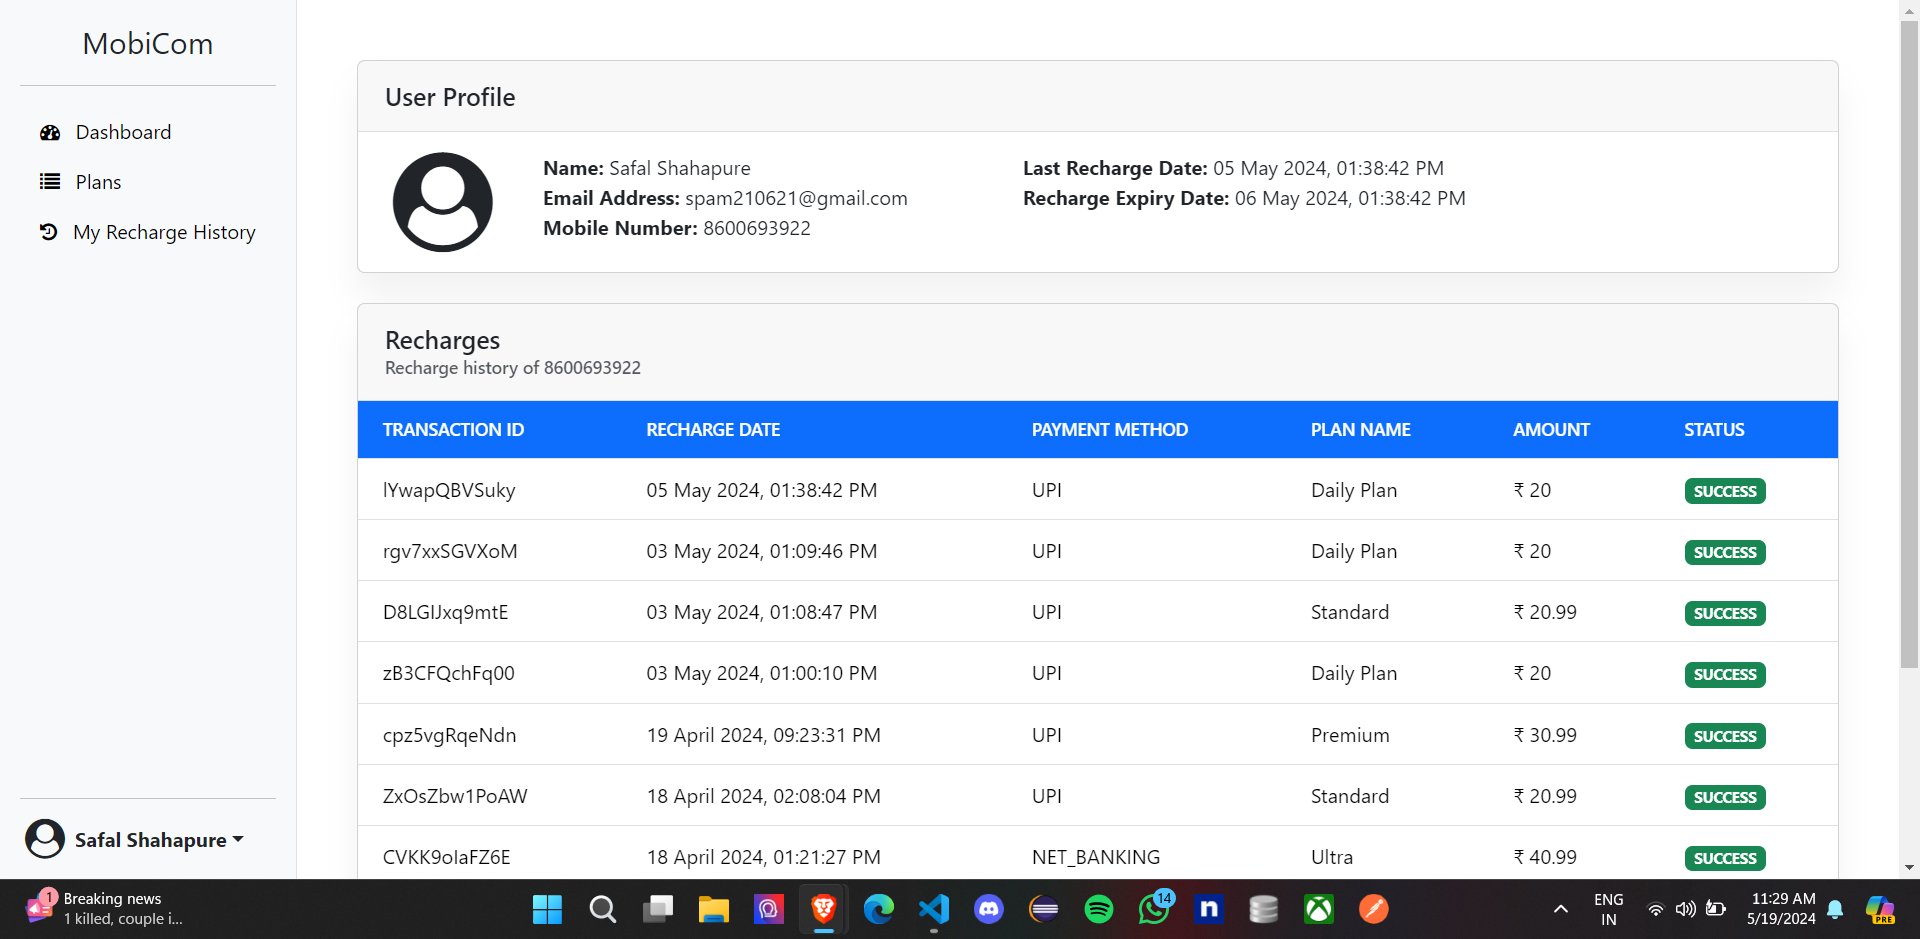 MobiCom
Dashboard
Plans
My Recharge History
Safal Shahapure
User Profile
Name: Safal Shahapure
Email Address: spam210621@gmail.com
Mobile Number: 8600693922
Last Recharge Date: 05 May 2024, 01:38:42 PM
Recharge Expiry Date: 06 May 2024, 01:38:42 PM
Recharges
Recharge history of 8600693922
TRANSACTION ID RECHARGE DATE PAYMENT METHOD PLAN NAME AMOUNT STATUS
lYwapQBVSuky 05 May 2024, 01:38:42 PM UPI Daily Plan ₹ 20 SUCCESS
rgv7xxSGVXoM 03 May 2024, 01:09:46 PM UPI Daily Plan ₹ 20 SUCCESS
D8LGIJxq9mtE 03 May 2024, 01:08:47 PM UPI Standard ₹ 20.99 SUCCESS
zB3CFQchFq00 03 May 2024, 01:00:10 PM UPI Daily Plan ₹ 20 SUCCESS
cpz5vgRqeNdn 19 April 2024, 09:23:31 PM UPI Premium ₹ 30.99 SUCCESS
ZxOsZbw1PoAW 18 April 2024, 02:08:04 PM UPI Standard ₹ 20.99 SUCCESS
CVKK9olaFZ6E 18 April 2024, 01:21:27 PM NET_BANKING Ultra ₹ 40.99 SUCCESS
1
Breaking news
1 killed, couple i...
n
14
ENG
IN
11:29 AM
5/19/2024
PRE